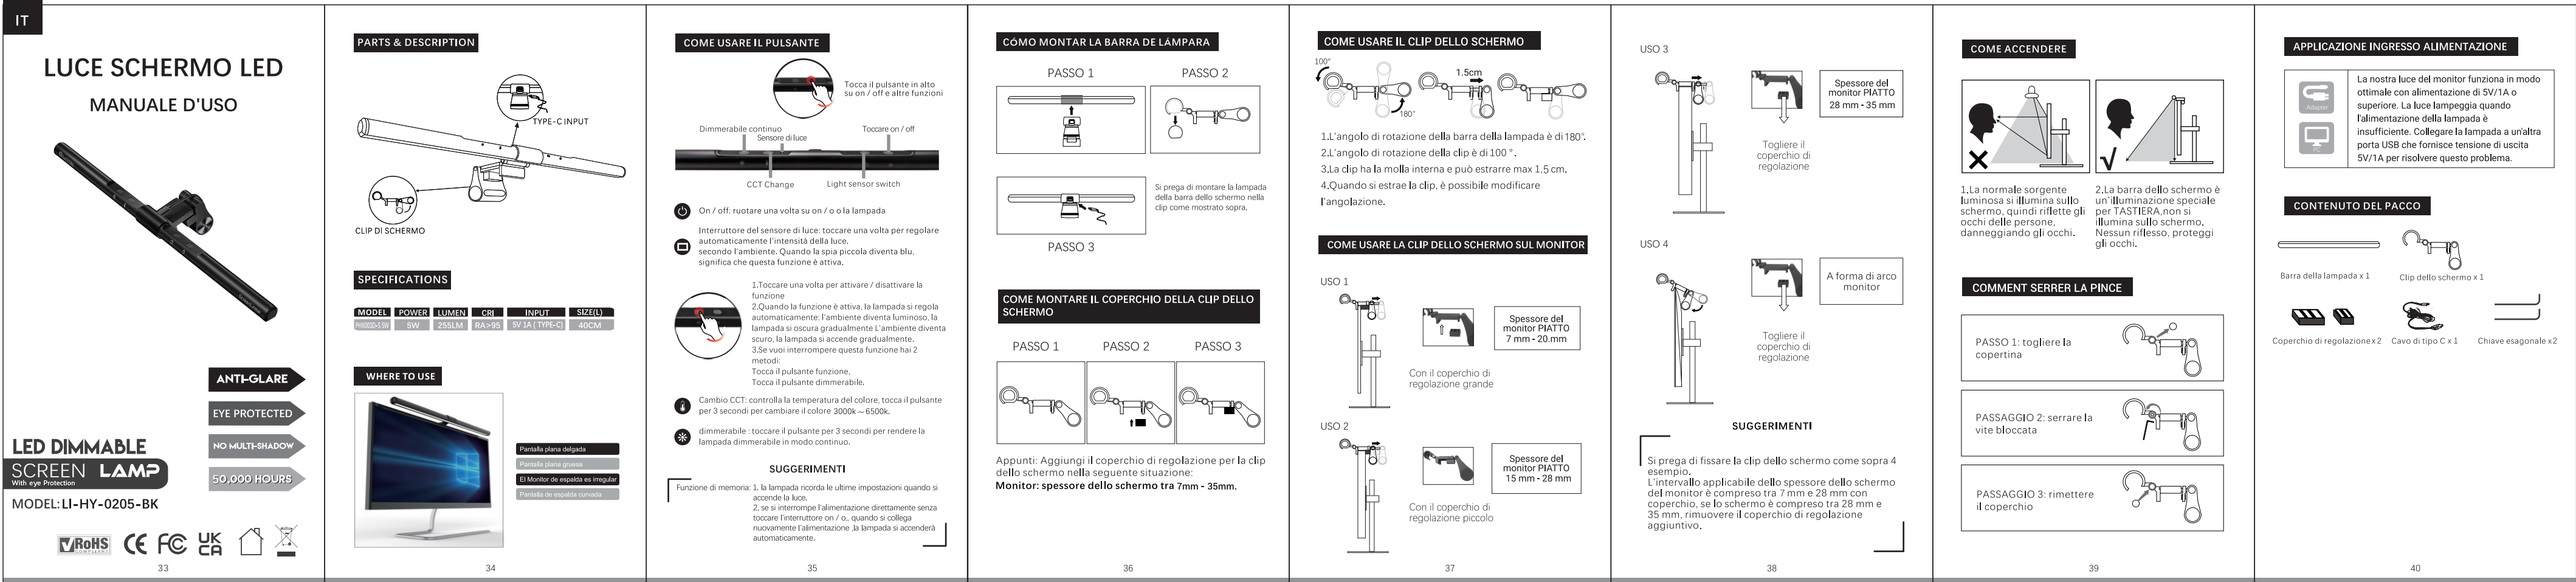 IT
LUCE SCHERMO LED
MANUALE D'USO
ANTI-GLARE
EYE PROTECTED
NO MULTI-SHADOW
50,000 HOURS
LED DIMMABLE
SCREEN LAMP
With eye Protection
MODEL:LI-HY-0205-BK
RoHS
COMPLIANT
CE FC UK CA
33
PARTS & DESCRIPTION
TYPE-C INPUT
CLIP DI SCHERMO
SPECIFICATIONS
MODEL POWER LUMEN CRI INPUT SIZE(L)
5W 255LM RA>95 5V 1A ( TYPE-C) 40CM
WHERE TO USE
Pantalla plana delgada
Pantalla plana gruesa
El Monitor de espalda es irregular
Pantalla de espalda curvada
34
COME USARE IL PULSANTE
Tocca il pulsante in alto
su on / off e altre funzioni
Dimmerabile continuo
Sensore di luce
Toccare on / off
CCT Change
Light sensor switch
On / off: ruotare una volta su on / o o la lampada
Interruttore del sensore di luce: toccare una volta per regolare
automaticamente l'intensità della luce.
secondo l'ambiente. Quando la spia piccola diventa blu,
significa che questa funzione è attiva.
1.Toccare una volta per attivare / disattivare la
funzione
2.Quando la funzione è attiva, la lampada si regola
automaticamente: l'ambiente diventa luminoso, la
lampada si oscura gradualmente L'ambiente diventa
scuro, la lampada si accende gradualmente.
3.Se vuoi interrompere questa funzione hai 2
metodi:
Tocca il pulsante funzione,
Tocca il pulsante dimmerabile.
Cambio CCT: controlla la temperatura del colore, tocca il pulsante
per 3 secondi per cambiare il colore 3000k ~ 6500k.
dimmerabile : toccare il pulsante per 3 secondi per rendere la
lampada dimmerabile in modo continuo.
SUGGERIMENTI
Funzione di memoria: 1. la lampada ricorda le ultime impostazioni quando si
accende la luce.
2. se si interrompe l'alimentazione direttamente senza
toccare l'interruttore on / o,, quando si collega
nuovamente l'alimentazione ,la lampada si accenderà
automaticamente.
35
CÓMO MONTAR LA BARRA DE LÁMPARA
PASSO 1
PASSO 2
Si prega di montare la lampada
della barra dello schermo nella
clip come mostrato sopra.
PASSO 3
COME MONTARE IL COPERCHIO DELLA CLIP DELLO
SCHERMO
PASSO 1 PASSO 2 PASSO 3
Appunti: Aggiungi il coperchio di regolazione per la clip
dello schermo nella seguente situazione:
Monitor: spessore dello schermo tra 7mm - 35mm.
36
COME USARE IL CLIP DELLO SCHERMO
100°
180°
1.5cm
1.L'angolo di rotazione della barra della lampada è di 180°.
2.L'angolo di rotazione della clip è di 100 °.
3.La clip ha la molla interna e può estrarre max 1,5 cm.
4.Quando si estrae la clip, è possibile modificare
l'angolazione.
COME USARE LA CLIP DELLO SCHERMO SUL MONITOR
USO 1
Spessore del
monitor PIATTO
7 mm - 20.mm
Con il coperchio di
regolazione grande
USO 2
Spessore del
monitor PIATTO
15 mm - 28 mm
Con il coperchio di
regolazione piccolo
37
USO 3
Spessore del
monitor PIATTO
28 mm - 35 mm
Togliere il
coperchio di
regolazione
USO 4
A forma di arco
monitor
Togliere il
coperchio di
regolazione
SUGGERIMENTI
Si prega di fissare la clip dello schermo come sopra 4
esempio.
L'intervallo applicabile dello spessore dello schermo
del monitor è compreso tra 7 mm e 28 mm con
coperchio, se lo schermo è compreso tra 28 mm e
35 mm, rimuovere il coperchio di regolazione
aggiuntivo.
38
COME ACCENDERE
1.La normale sorgente
luminosa si illumina sullo
schermo, quindi riflette gli
occhi delle persone,
danneggiando gli occhi.
2.La barra dello schermo è
un'illuminazione speciale
per TASTIERA,non si
illumina sullo schermo,
Nessun riflesso, proteggi
gli occhi.
COMMENT SERRER LA PINCE
PASSO 1: togliere la
copertina
PASSAGGIO 2: serrare la
vite bloccata
PASSAGGIO 3: rimettere
il coperchio
39
APPLICAZIONE INGRESSO ALIMENTAZIONE
Adapter
PC
La nostra luce del monitor funziona in modo
ottimale con alimentazione di 5V/1A o
superiore. La luce lampeggia quando
l'alimentazione della lampada è
insufficiente. Collegare la lampada a un'altra
porta USB che fornisce tensione di uscita
5V/1A per risolvere questo problema.
CONTENUTO DEL PACCO
Barra della lampada x 1
Clip dello schermo x 1
Coperchio di regolazione x 2
Cavo di tipo C x 1
Chiave esagonale x2
40